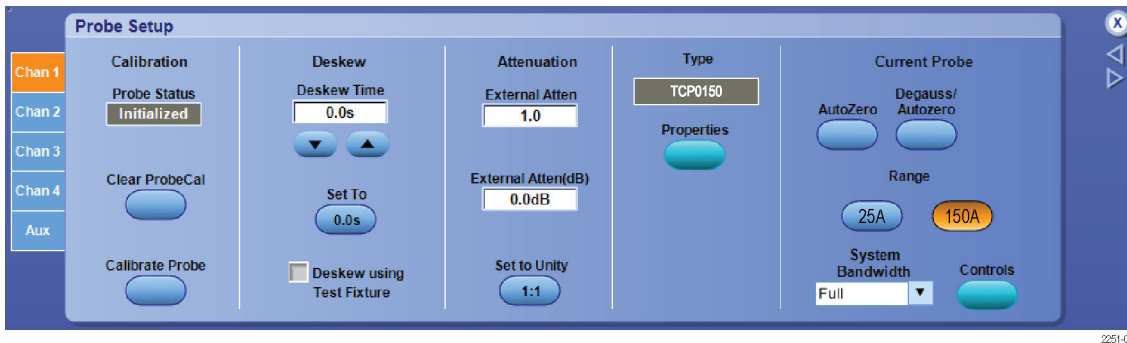 Probe Setup
X
Chan 1
Chan 2
Chan 3
Chan 4
Aux
Calibration
Probe Status
Initialized
Clear ProbeCal
Calibrate Probe
Deskew
Deskew Time
0.0s
Set To
0.0s
Deskew using
Test Fixture
Attenuation
External Atten
1.0
External Atten(dB)
0.0dB
Set to Unity
1:1
Type
TCP0150
Properties
Current Probe
AutoZero
Degauss/
Autozero
Range
25A
150A
System
Bandwidth
Full
Controls